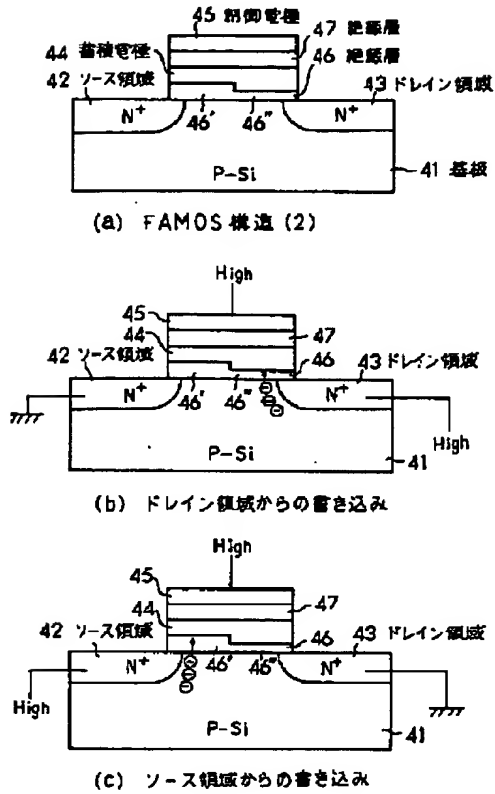 45 制御電極
47 絶縁層
44 蓄積電極
46 絶縁層
42 ソース領域
43 ドレイン領域
N⁺
46′
46″
N⁺
P-Si
41 基板
(a) FAMOS構造(2)
High
45
47
44
46
42 ソース領域
43 ドレイン領域
N⁺
46′
46″
N⁺
High
P-Si
41
(b) ドレイン領域からの書き込み
High
45
47
44
46
42 ソース領域
43 ドレイン領域
N⁺
46′
46″
N⁺
High
P-Si
41
(c) ソース領域からの書き込み